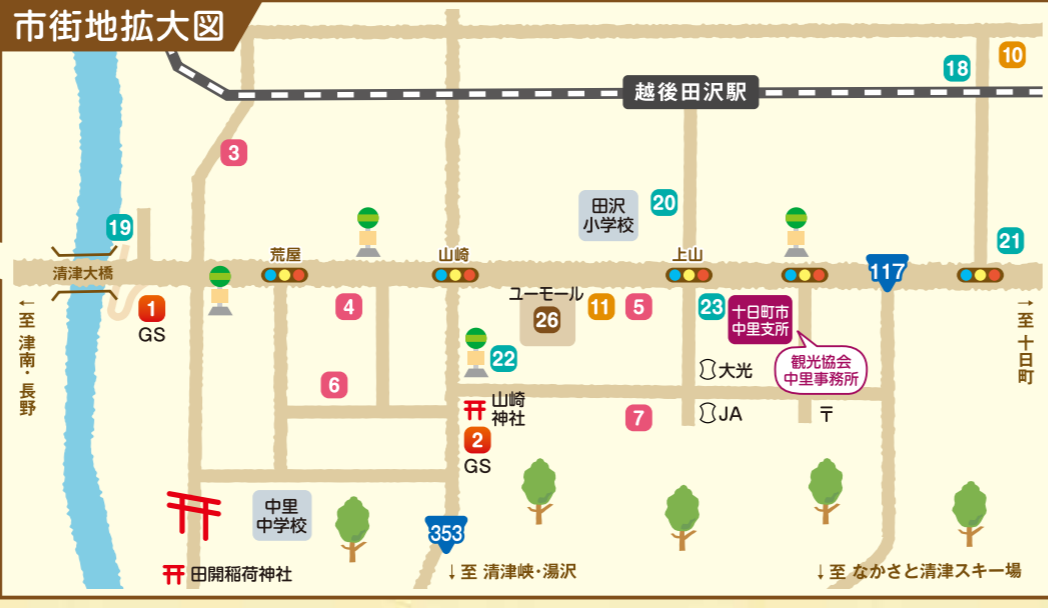 市街地拡大図
10
18
越後田沢駅
3
田沢
小学校
20
19
21
荒屋
山崎
上山
清津大橋
117
1
GS
4
ユーモール
26
11
5
23
十日町市
中里支所
←至 津南・長野
→至 十日町
22
観光協会
中里事務所
大光
6
山崎
神社
7
JA
〒
2
GS
中里
中学校
353
田開稲荷神社
↓至 清津峡・湯沢
↓至 なかさと清津スキー場